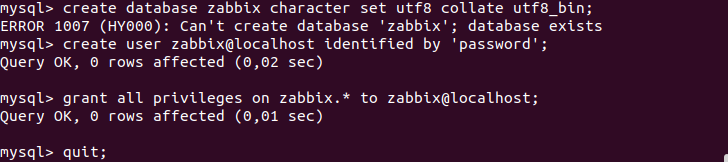 mysql> create database zabbix character set utf8 collate utf8_bin;
ERROR 1007 (HY000): Can't create database 'zabbix'; database exists
mysql> create user zabbix@localhost identified by 'password';
Query OK, 0 rows affected (0,02 sec)
mysql> grant all privileges on zabbix.* to zabbix@localhost;
Query OK, 0 rows affected (0,01 sec)
mysql> quit;